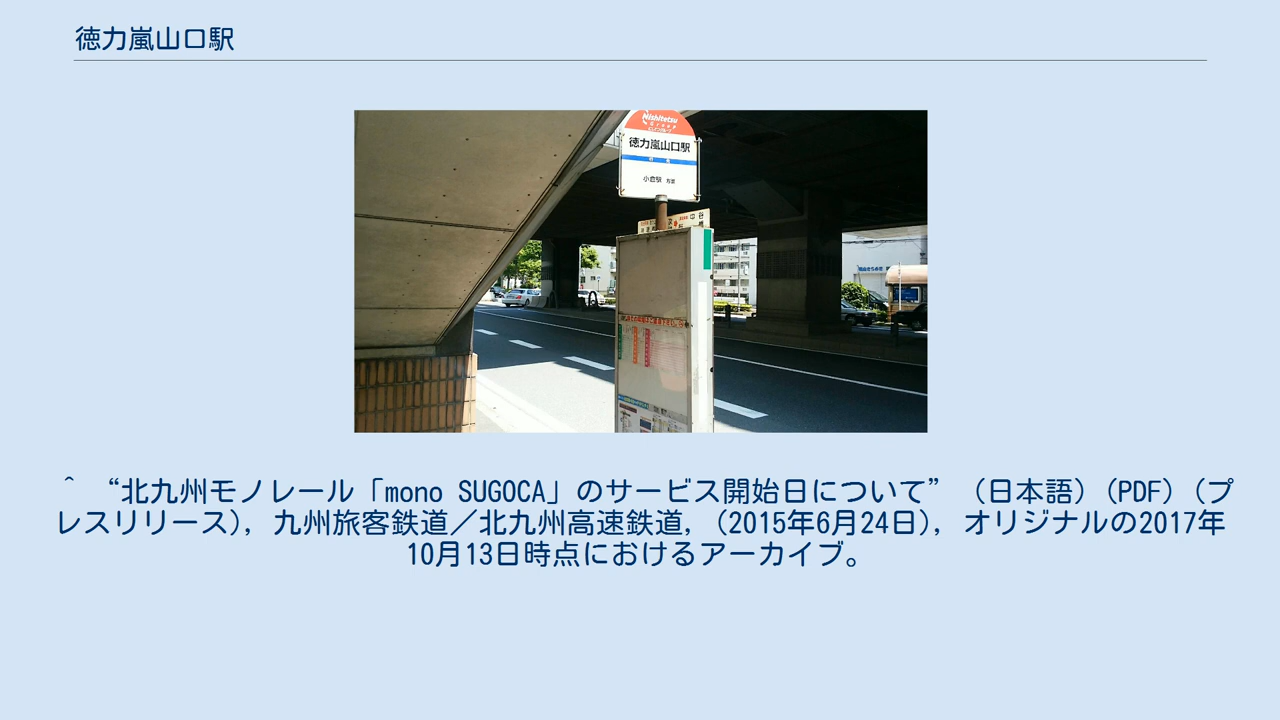 徳力嵐山口駅
Nishitetsu
Group
徳力嵐山口駅
小倉駅 方面
中谷
^ “北九州モノレール「mono SUGOCA」のサービス開始日について” (日本語) (PDF) (プ
レスリリース), 九州旅客鉄道／北九州高速鉄道, (2015年6月24日), オリジナルの2017年
10月13日時点におけるアーカイブ。